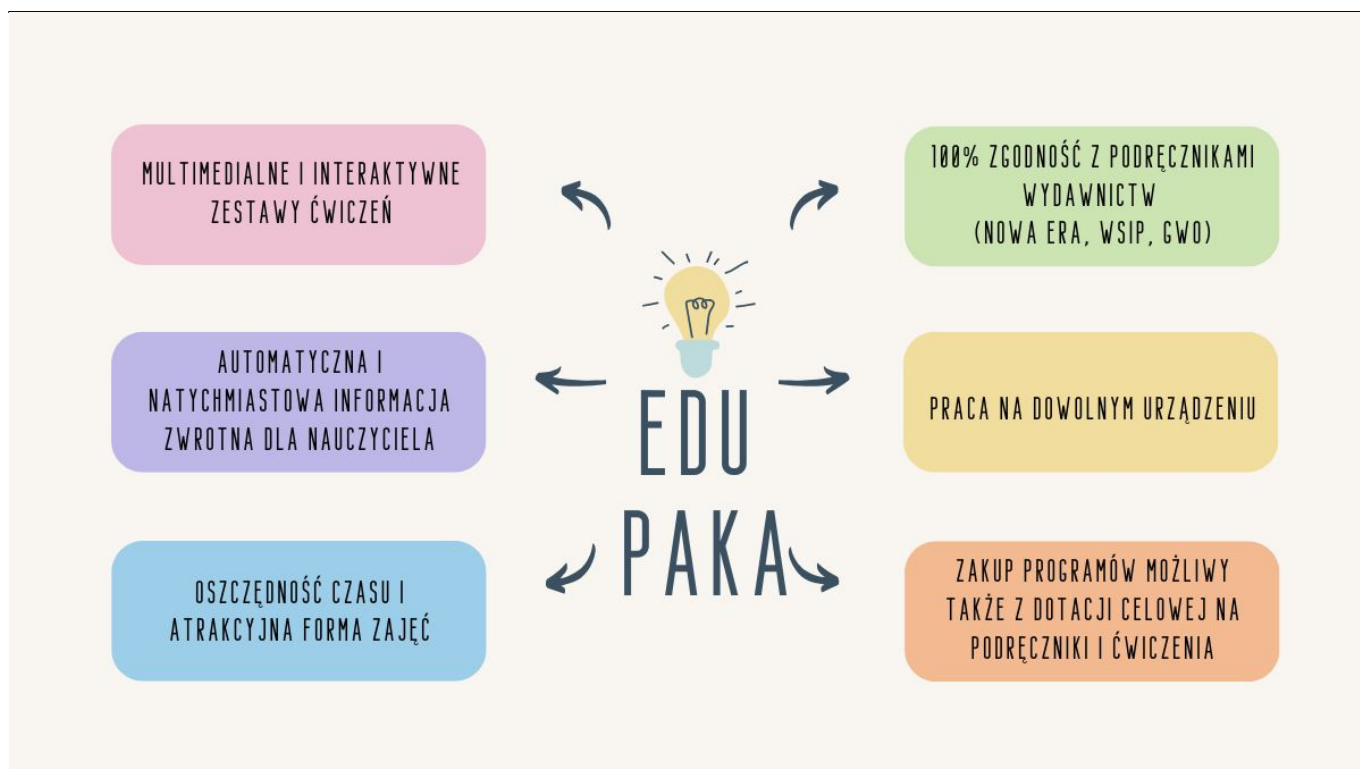 MULTIMEDIALNE I INTERAKTYWNE
ZESTAWY ĆWICZEŃ
AUTOMATYCZNA I
NATYCHMIASTOWA INFORMACJA
ZWROTNA DLA NAUCZYCIELA
OSZCZĘDNOŚĆ CZASU I
ATRAKCYJNA FORMA ZAJĘĆ
EDU
PAKA
100% ZGODNOŚĆ Z PODRĘCZNIKAMI
WYDAWNICTW
(NOWA ERA, WSIP, GWO)
PRACA NA DOWOLNYM URZĄDZENIU
ZAKUP PROGRAMÓW MOŻLIWY
TAKŻE Z DOTACJI CELOWEJ NA
PODRĘCZNIKI I ĆWICZENIA